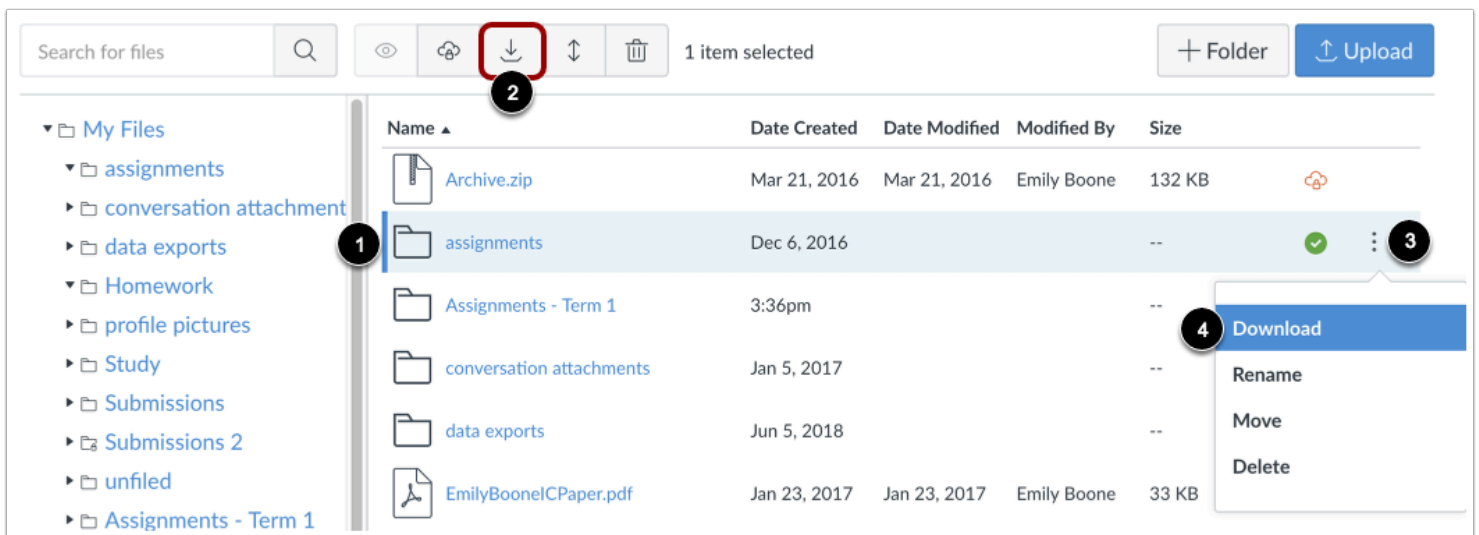 Search for files
1 item selected
+ Folder
Upload
2
My Files
assignments
conversation attachment
data exports
Homework
profile pictures
Study
Submissions
Submissions 2
unfiled
Assignments - Term 1
Name Date Created Date Modified Modified By Size
Archive.zip Mar 21, 2016 Mar 21, 2016 Emily Boone 132 KB
1 assignments Dec 6, 2016 -- 3
Assignments - Term 1 3:36pm --
conversation attachments Jan 5, 2017 --
data exports Jun 5, 2018 --
EmilyBooneICPaper.pdf Jan 23, 2017 Jan 23, 2017 Emily Boone 33 KB
4 Download
Rename
Move
Delete